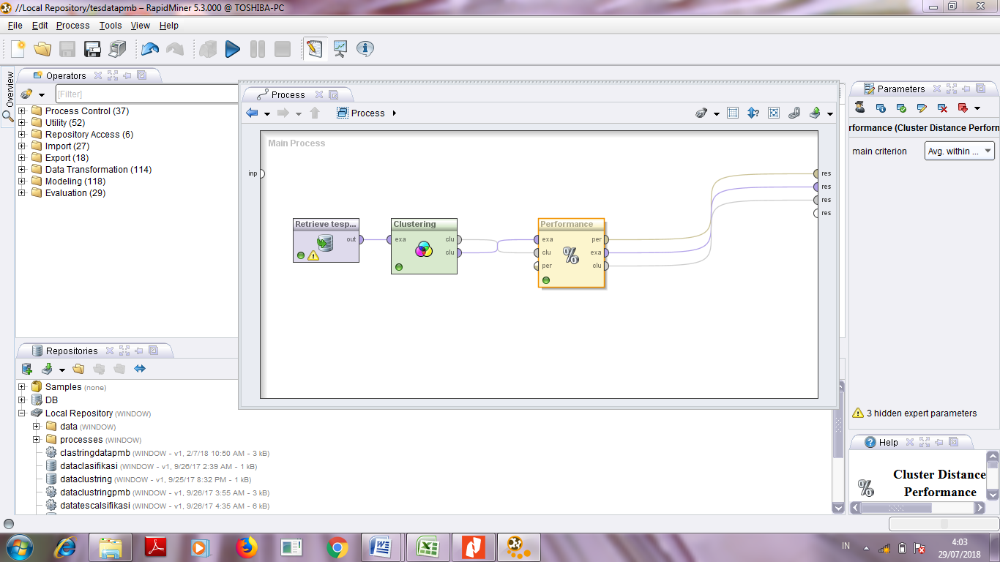 //Local Repository/tesdatapmb – RapidMiner 5.3.000 @ TOSHIBA-PC
File Edit Process Tools View Help
Overview
Operators
[Filter]
Process Control (37)
Utility (52)
Repository Access (6)
Import (27)
Export (18)
Data Transformation (114)
Modeling (118)
Evaluation (29)
Repositories
Samples (none)
DB
Local Repository (WINDOW)
data (WINDOW)
processes (WINDOW)
clastringdatapmb (WINDOW - v1, 2/7/18 10:50 AM - 3 kB)
dataclasifikasi (WINDOW - v1, 9/26/17 2:39 AM - 1 kB)
dataclustring (WINDOW - v1, 9/25/17 8:32 PM - 1 kB)
dataclustringpmb (WINDOW - v1, 9/26/17 3:55 AM - 3 kB)
datatescalsifikasi (WINDOW - v1, 9/26/17 4:35 AM - 6 kB)
Process
Process
Main Process
inp
res
res
res
res
Retrieve tesp...
out
Clustering
exa clu
clu
Performance
exa per
clu exa
per clu
%
Parameters
rformance (Cluster Distance Perform
main criterion Avg. within ...
3 hidden expert parameters
Help
%
Cluster Distance
Performance
IN
4:03
29/07/2018